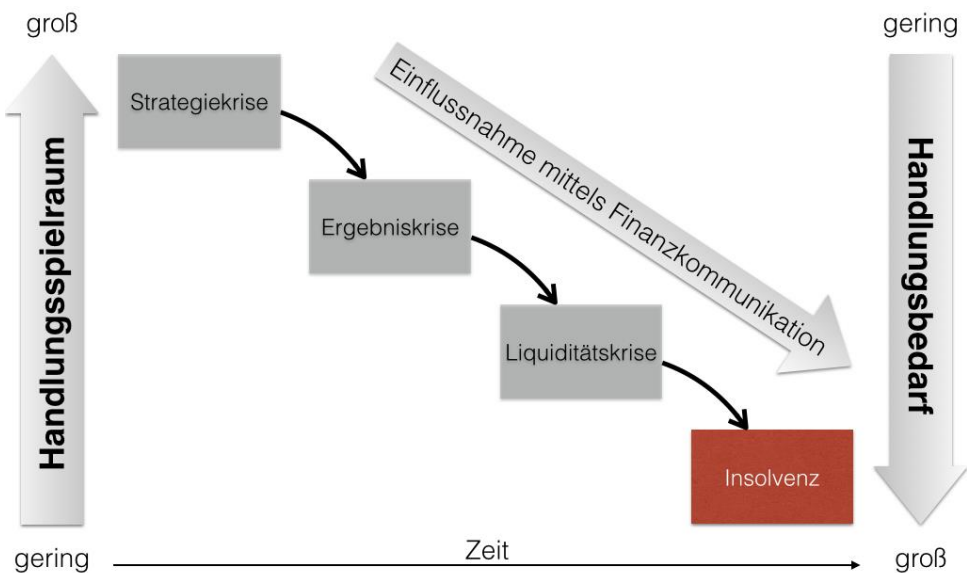 groß
gering
Strategiekrise
Einflussnahme mittels Finanzkommunikation
Handlungsspielraum
Handlungsbedarf
Ergebniskrise
Liquiditätskrise
Insolvenz
gering
Zeit
groß